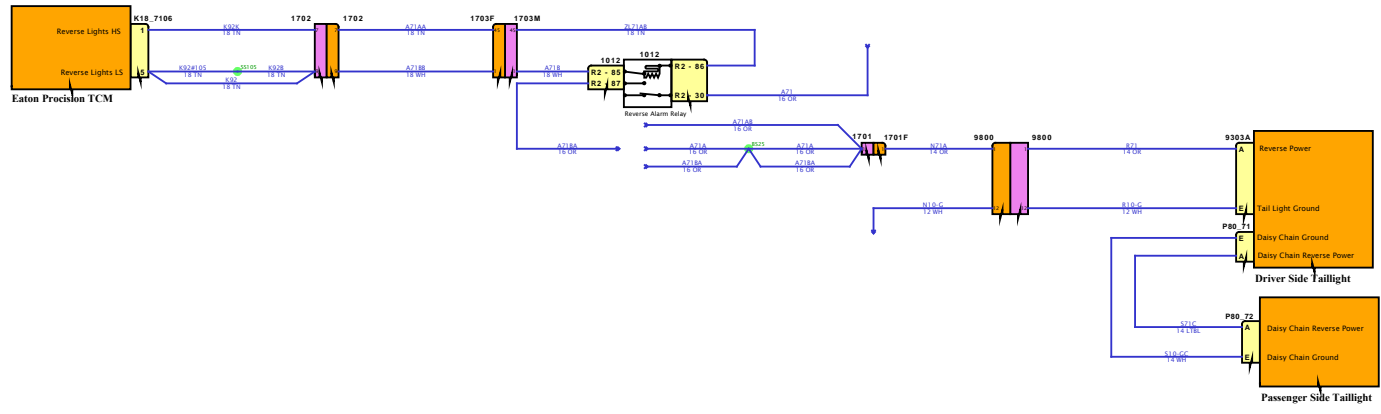 K18_7106
1702
1702
1703F
1703M
Reverse Lights HS
1
K92K
18 TN
7
7
A71AA
18 TN
45
45
ZL71AB
18 TN
Reverse Lights LS
5
K92#105
18 TN
SS105
K92B
18 TN
K92
18 TN
A71BB
18 WH
A71B
18 WH
1012
1012
R2 - 85
R2 - 87
R2 - 86
R2 - 30
A71
16 OR
Eaton Procision TCM
Reverse Alarm Relay
A71BA
16 OR
A71AB
16 OR
A71A
16 OR
RS25
A71A
16 OR
A71BA
16 OR
A71BA
16 OR
1701
1701F
N71A
14 OR
9800
9800
R71
14 OR
9303A
A
Reverse Power
N10-G
12 WH
R10-G
12 WH
E
Tail Light Ground
P80_71
E
Daisy Chain Ground
A
Daisy Chain Reverse Power
Driver Side Taillight
P80_72
S71C
14 LTBL
A
Daisy Chain Reverse Power
S10-GC
14 WH
E
Daisy Chain Ground
Passenger Side Taillight